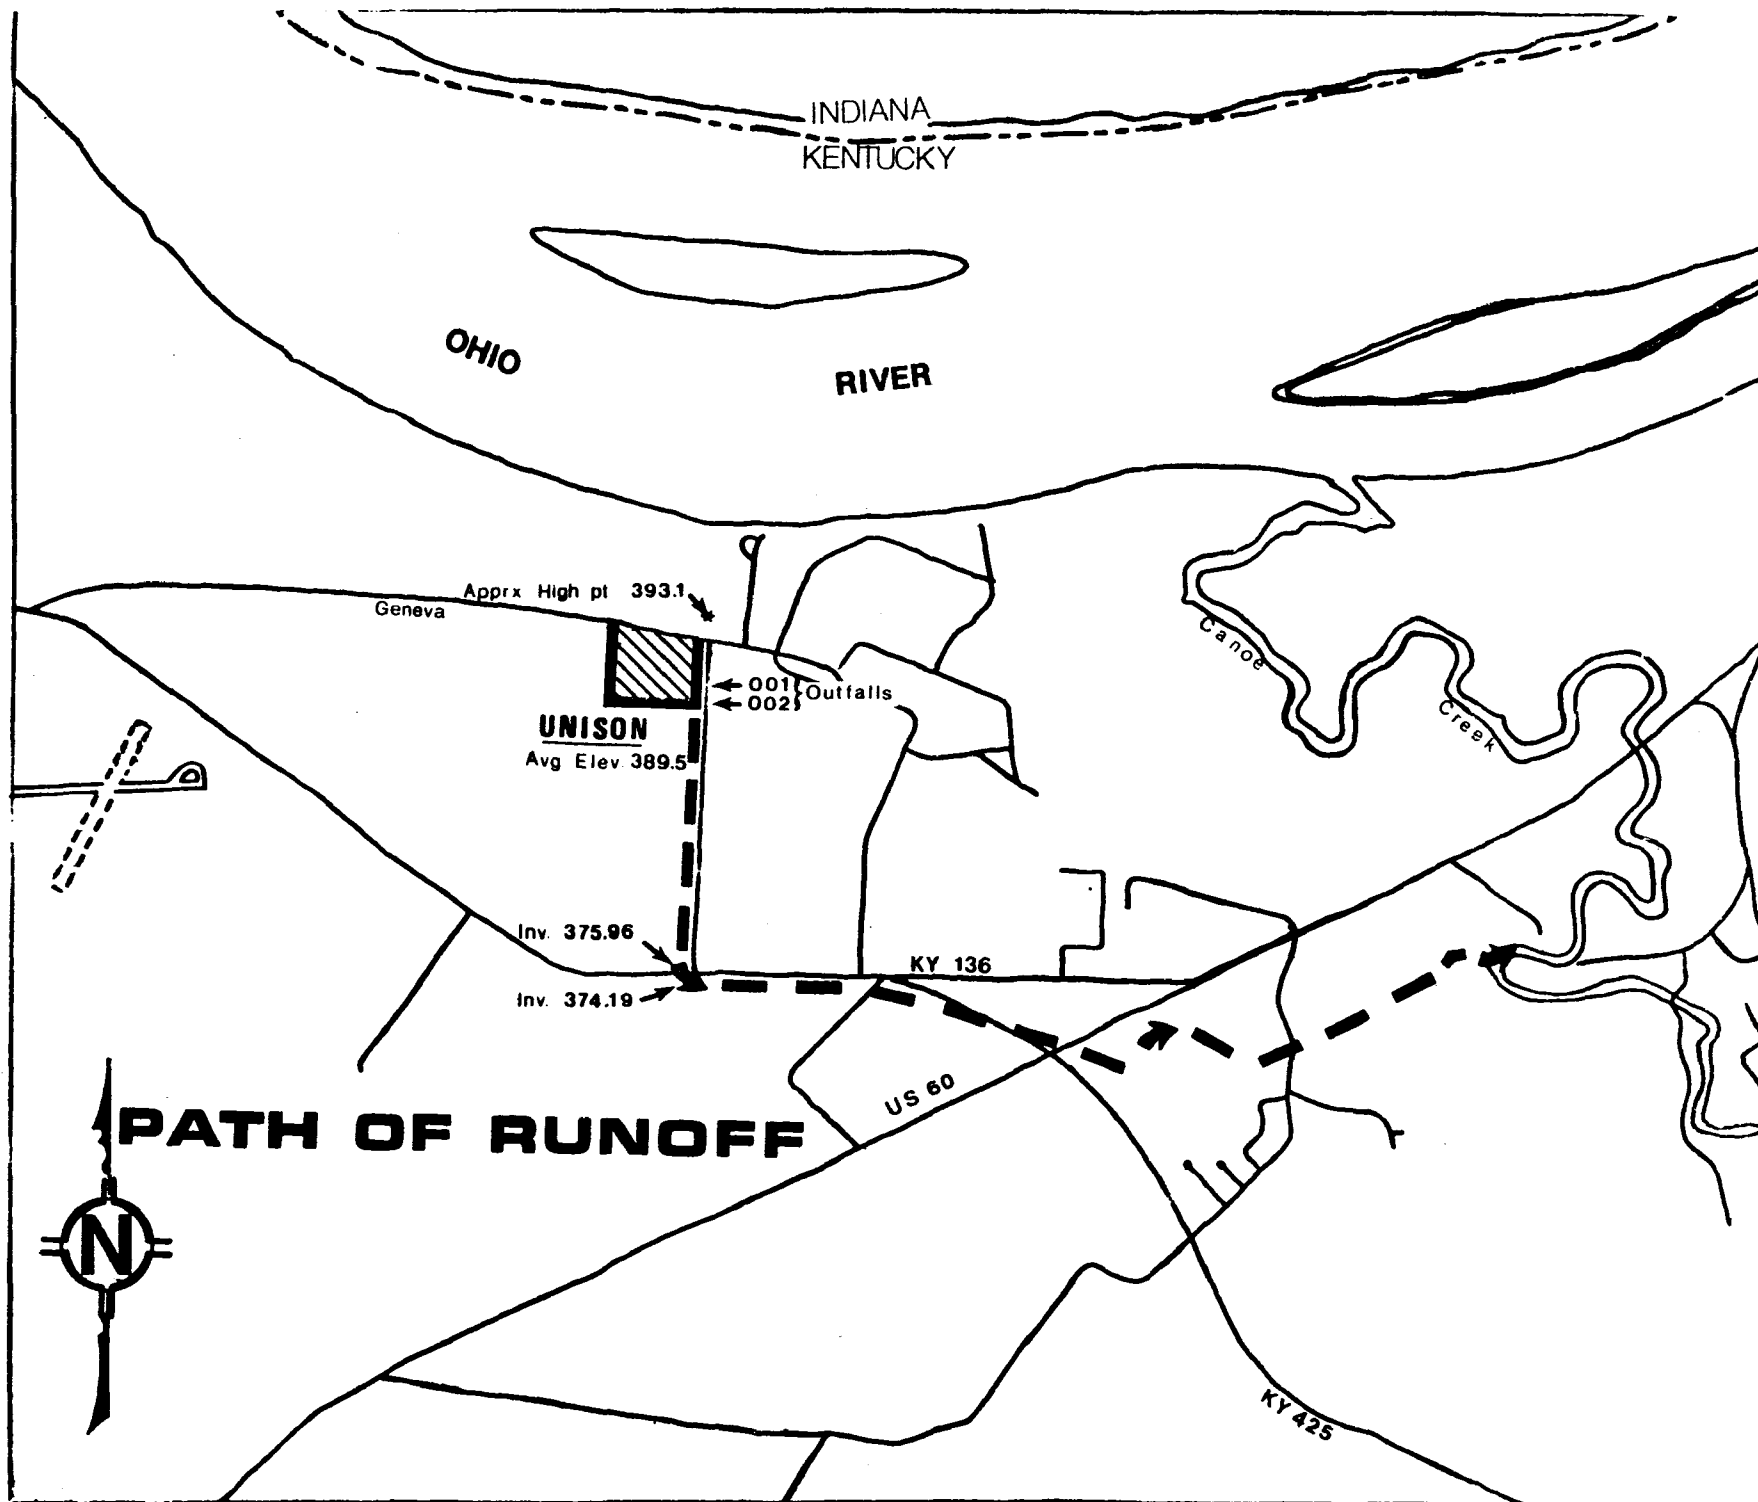 INDIANA
KENTUCKY
OHIO
RIVER
Apprx High pt 393.1
Geneva
001
002
Outfalls
UNISON
Avg Elev. 389.5
Canoe
Creek
Inv. 375.96
KY 136
Inv. 374.19
US 60
PATH OF RUNOFF
N
KY 425